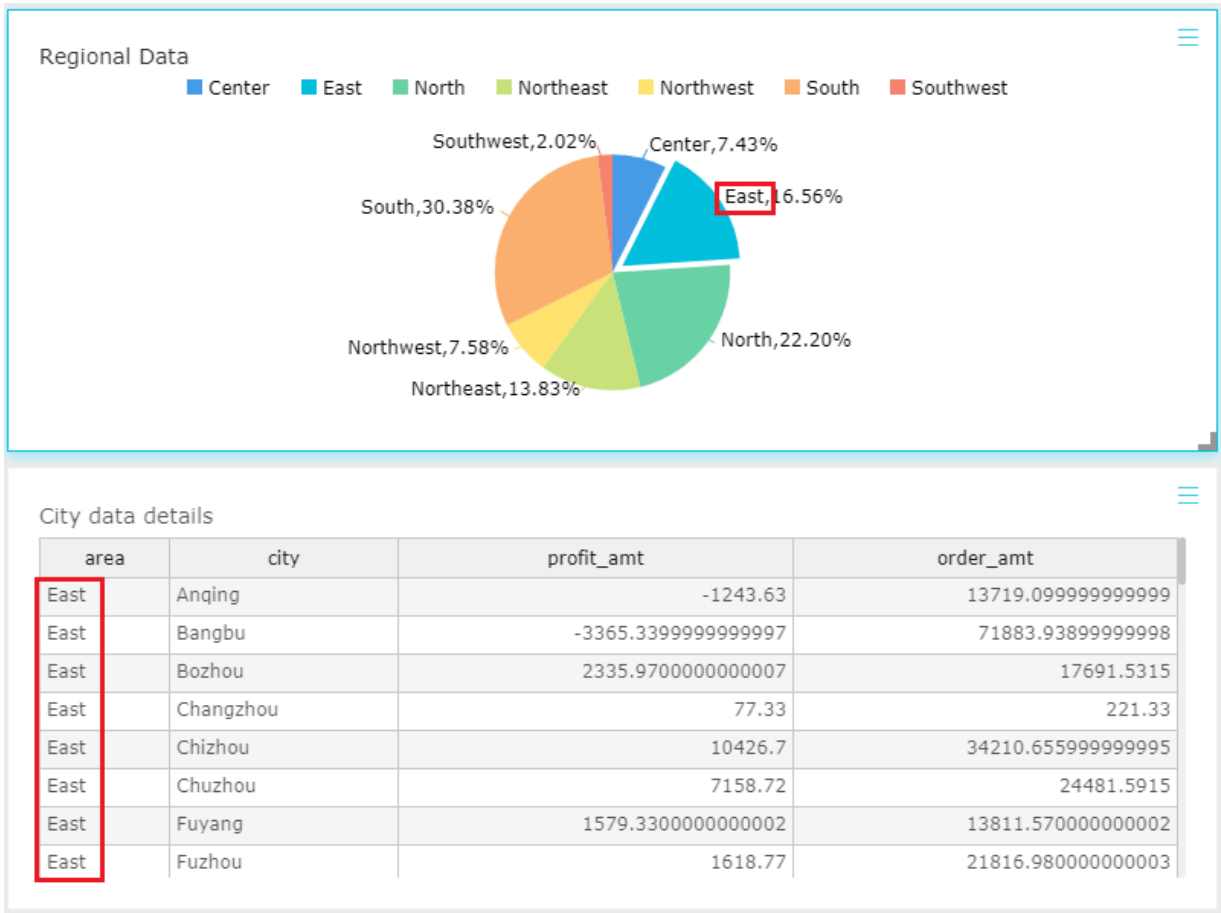 Regional Data
Center East North Northeast Northwest South Southwest
Southwest,2.02% Center,7.43%
South,30.38% East,16.56%
Northwest,7.58% North,22.20%
Northeast,13.83%
City data details
area city profit_amt order_amt
East Anqing -1243.63 13719.099999999999
East Bangbu -3365.3399999999997 71883.93899999998
East Bozhou 2335.9700000000007 17691.5315
East Changzhou 77.33 221.33
East Chizhou 10426.7 34210.655999999995
East Chuzhou 7158.72 24481.5915
East Fuyang 1579.3300000000002 13811.570000000002
East Fuzhou 1618.77 21816.980000000003